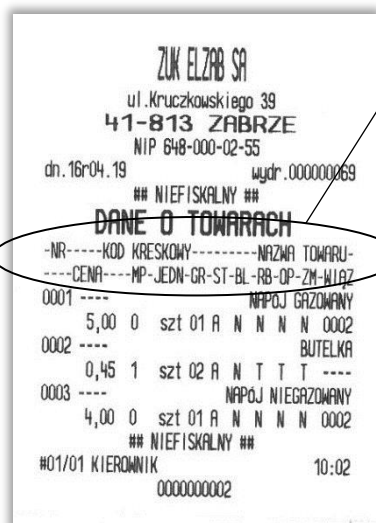 ZUK ELZAB SA
ul.Kruczkowskiego 39
41-813 ZABRZE
NIP 648-000-02-55
dn.16r04.19 wydr.000000069
## NIEFISKALNY ##
DANE O TOWARACH
-NR-----KOD KRESKOWY---------NAZWA TOWARU-
----CENA----MP-JEDN-GR-ST-BL-RB-OP-ZM-WIĄZ
0001 ---- NAPÓJ GAZOWANY
5,00 0 szt 01 A N N N N 0002
0002 ---- BUTELKA
0,45 1 szt 02 A N T T T ----
0003 ---- NAPÓJ NIEGAZOWANY
4,00 0 szt 01 A N N N N 0002
## NIEFISKALNY ##
#01/01 KIEROWNIK 10:02
0000000002